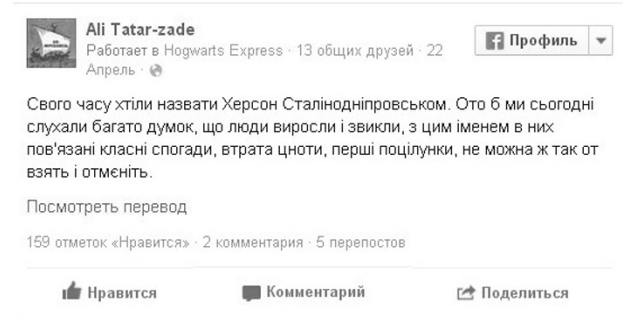 Ali Tatar-zade
Работает в Hogwarts Express · 13 общих друзей · 22
Апрель ·
Профиль
Свого часу хтіли назвати Херсон Сталінодніпровськом. Ото б ми сьогодні
слухали багато думок, що люди виросли і звикли, з цим іменем в них
пов'язані класні спогади, втрата цноти, перші поцілунки, не можна ж так от
взять і отмєніть.
Посмотреть перевод
159 отметок «Нравится» · 2 комментария · 5 перепостов
Нравится
Комментарий
Поделиться